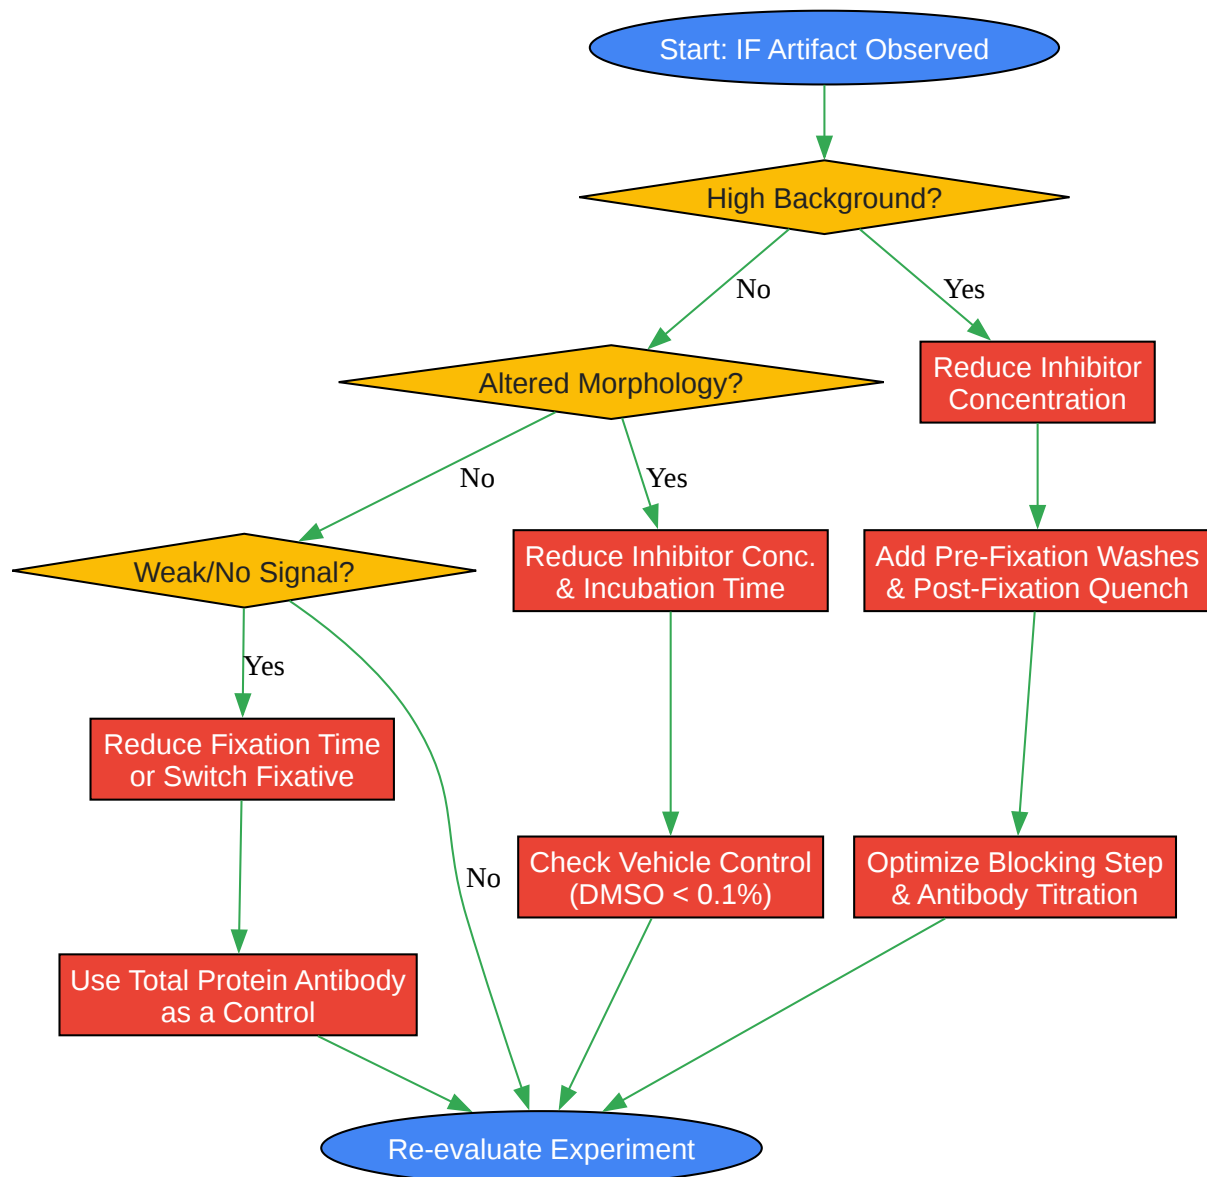 Start: IF Artifact Observed
High Background?
No
Yes
Altered Morphology?
Reduce Inhibitor
Concentration
No
Yes
Weak/No Signal?
Reduce Inhibitor Conc.
& Incubation Time
Add Pre-Fixation Washes
& Post-Fixation Quench
Yes
Reduce Fixation Time
or Switch Fixative
No
Check Vehicle Control
(DMSO < 0.1%)
Optimize Blocking Step
& Antibody Titration
Use Total Protein Antibody
as a Control
Re-evaluate Experiment